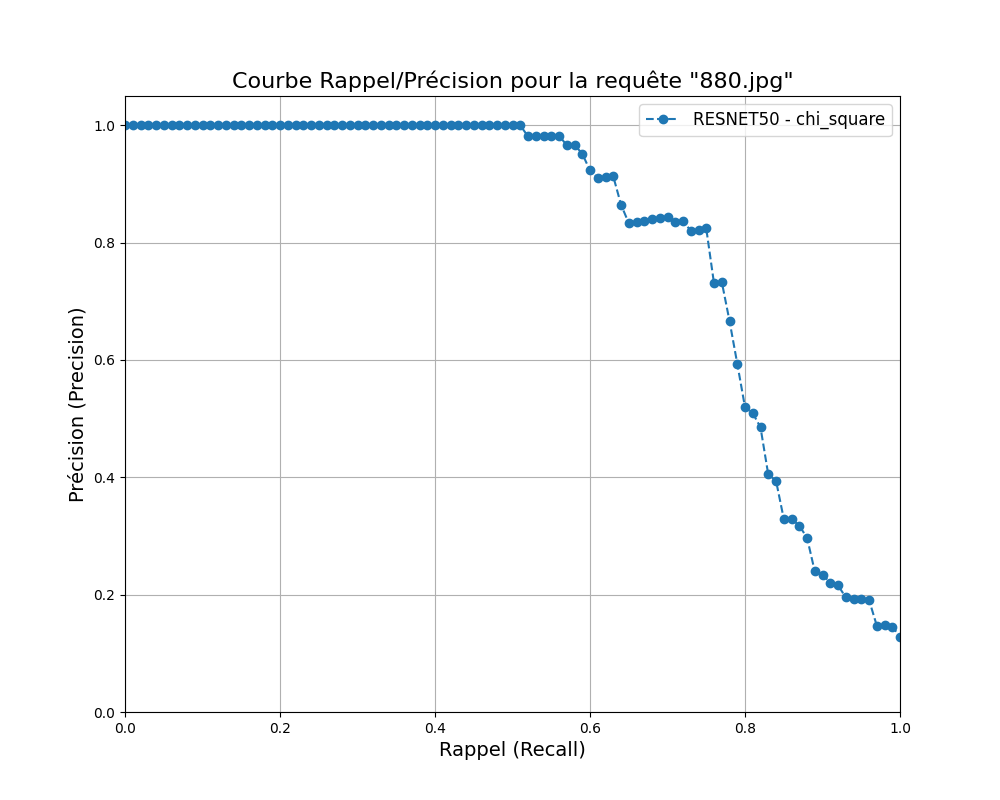 Courbe Rappel/Précision pour la requête "880.jpg"
RESNET50 - chi_square
1.0
0.8
0.6
0.4
0.2
0.0
Précision (Precision)
0.0 0.2 0.4 0.6 0.8 1.0
Rappel (Recall)